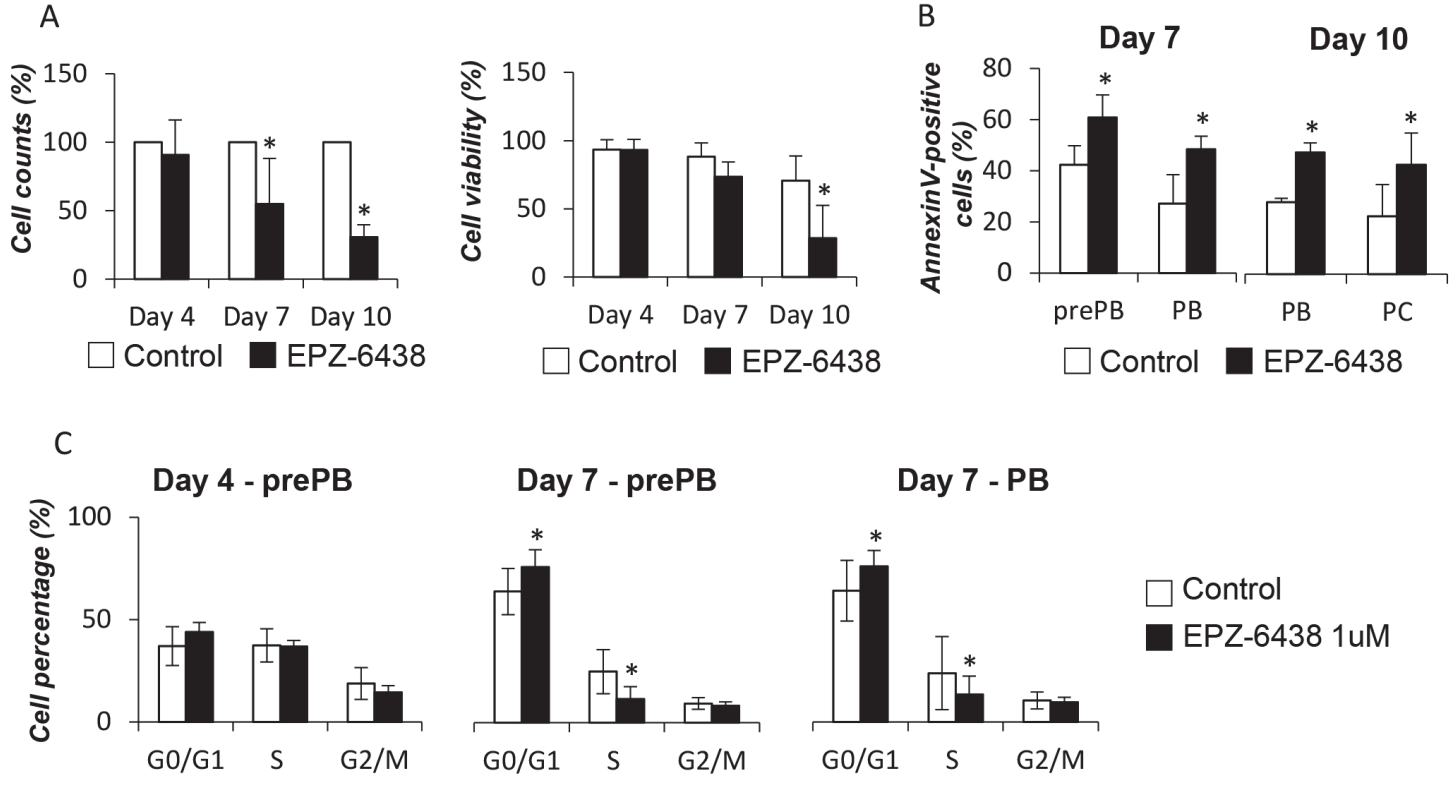 A
Cell counts (%)
150
100
50
0
*
*
Day 4 Day 7 Day 10
Control EPZ-6438
Cell viability (%)
150
100
50
0
*
Day 4 Day 7 Day 10
Control EPZ-6438
B
Day 7 Day 10
AnnexinV-positive
cells (%)
80
60
40
20
0
* * * *
prePB PB PB PC
Control EPZ-6438
C
Day 4 - prePB
Cell percentage (%)
100
50
0
G0/G1 S G2/M
Day 7 - prePB
*
*
G0/G1 S G2/M
Day 7 - PB
*
*
G0/G1 S G2/M
Control
EPZ-6438 1uM